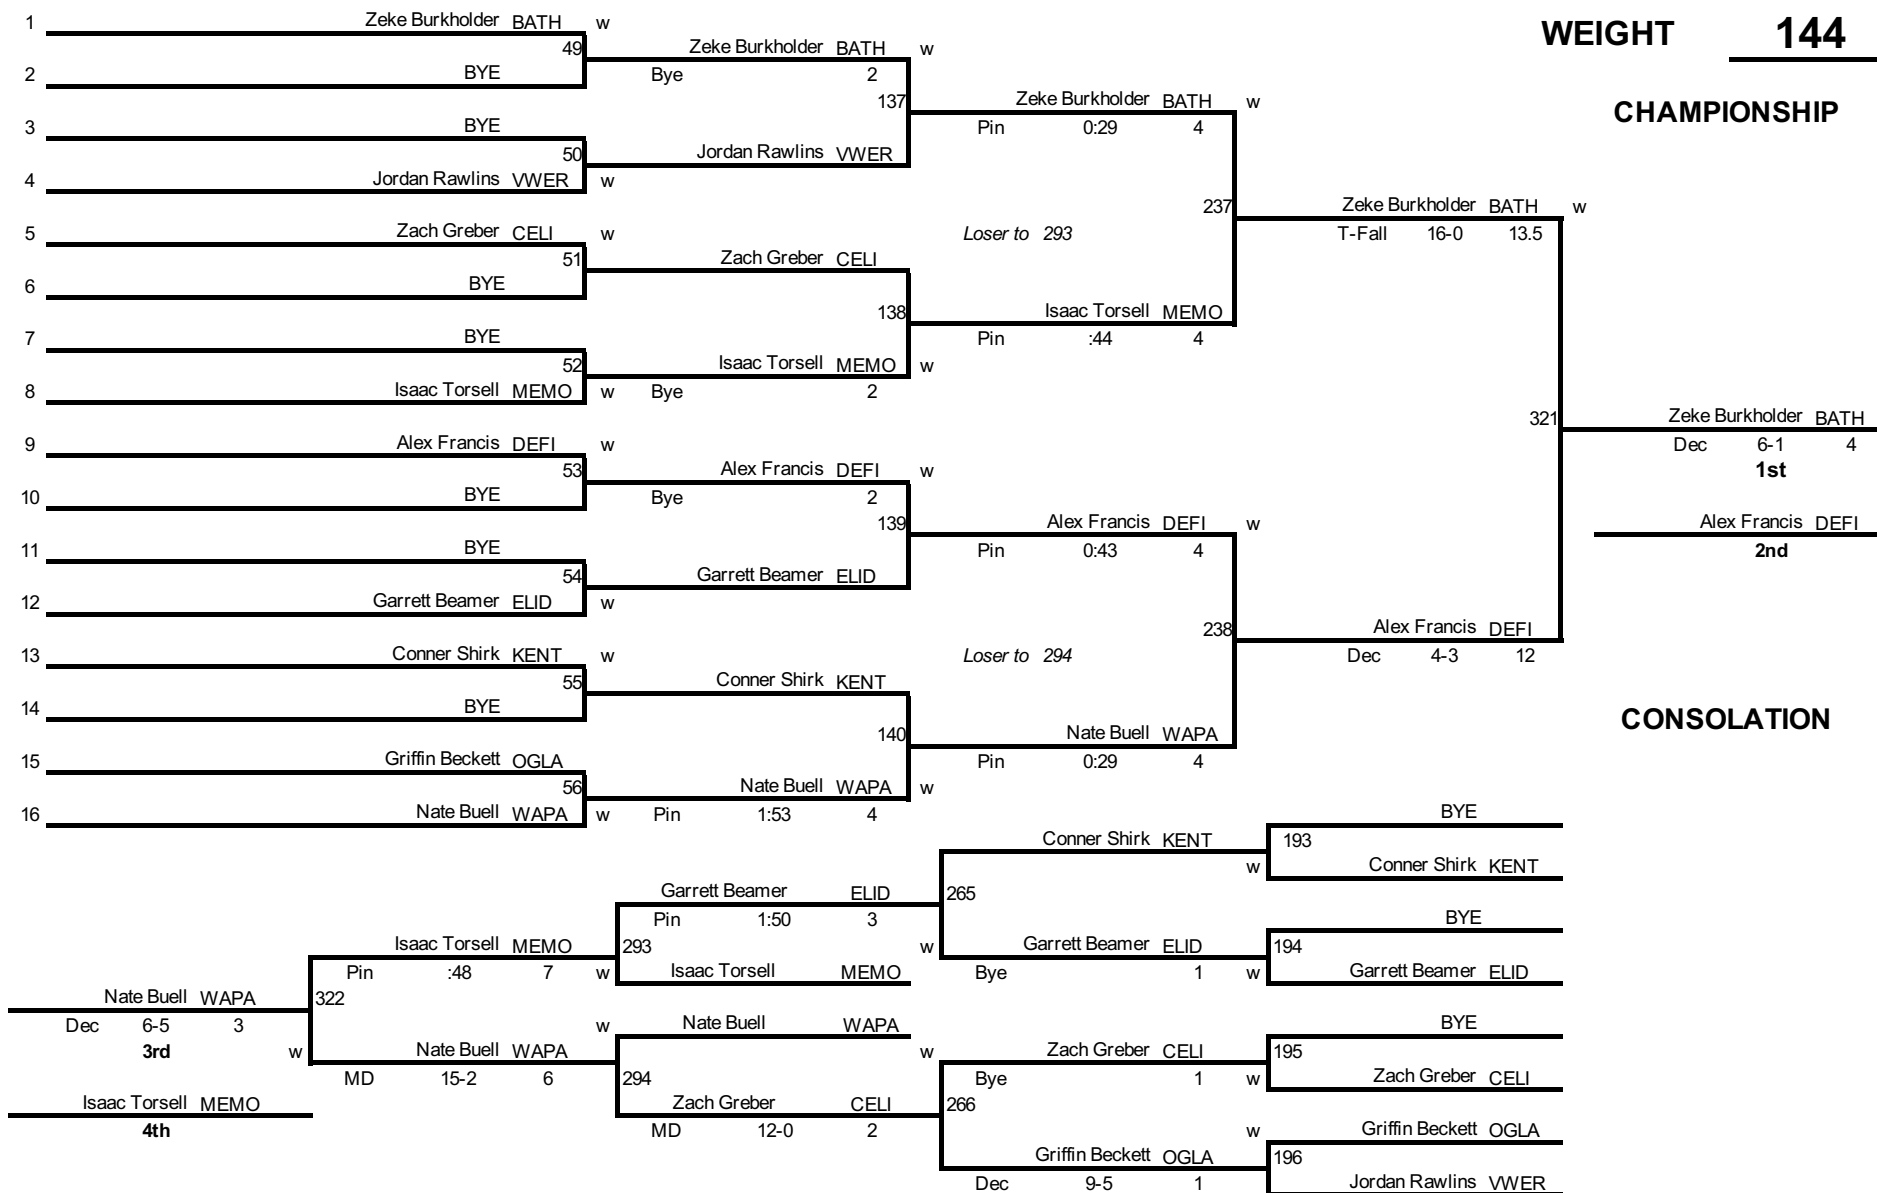 WEIGHT 144
CHAMPIONSHIP
1 Zeke Burkholder BATH w
49 Zeke Burkholder BATH w
2 BYE Bye 2
137 Zeke Burkholder BATH w
3 BYE Pin 0:29 4
50 Jordan Rawlins VWER
4 Jordan Rawlins VWER w
237 Zeke Burkholder BATH w
5 Zach Greber CELI w Loser to 293 T-Fall 16-0 13.5
51 Zach Greber CELI
6 BYE
138 Isaac Torsell MEMO
7 BYE Pin :44 4
52 Isaac Torsell MEMO w
8 Isaac Torsell MEMO w Bye 2
321 Zeke Burkholder BATH
9 Alex Francis DEFI w Dec 6-1 4
53 Alex Francis DEFI w 1st
10 BYE Bye 2
139 Alex Francis DEFI w Alex Francis DEFI
11 BYE Pin 0:43 4 2nd
54 Garrett Beamer ELID
12 Garrett Beamer ELID w
238 Alex Francis DEFI
13 Conner Shirk KENT w Loser to 294 Dec 4-3 12
55 Conner Shirk KENT
14 BYE
CONSOLATION
140 Nate Buell WAPA
15 Griffin Beckett OGLA Pin 0:29 4
56 Nate Buell WAPA w
16 Nate Buell WAPA w Pin 1:53 4
BYE
Conner Shirk KENT 193
w Conner Shirk KENT
Garrett Beamer ELID 265
Pin 1:50 3 BYE
Isaac Torsell MEMO 293 w Garrett Beamer ELID 194
Pin :48 7 w Isaac Torsell MEMO Bye 1 w Garrett Beamer ELID
Nate Buell WAPA 322
Dec 6-5 3 w Nate Buell WAPA BYE
3rd w Nate Buell WAPA w Zach Greber CELI 195
MD 15-2 6 294 Bye 1 w Zach Greber CELI
Isaac Torsell MEMO Zach Greber CELI 266
4th MD 12-0 2 w Griffin Beckett OGLA
Griffin Beckett OGLA 196
Dec 9-5 1 Jordan Rawlins VWER